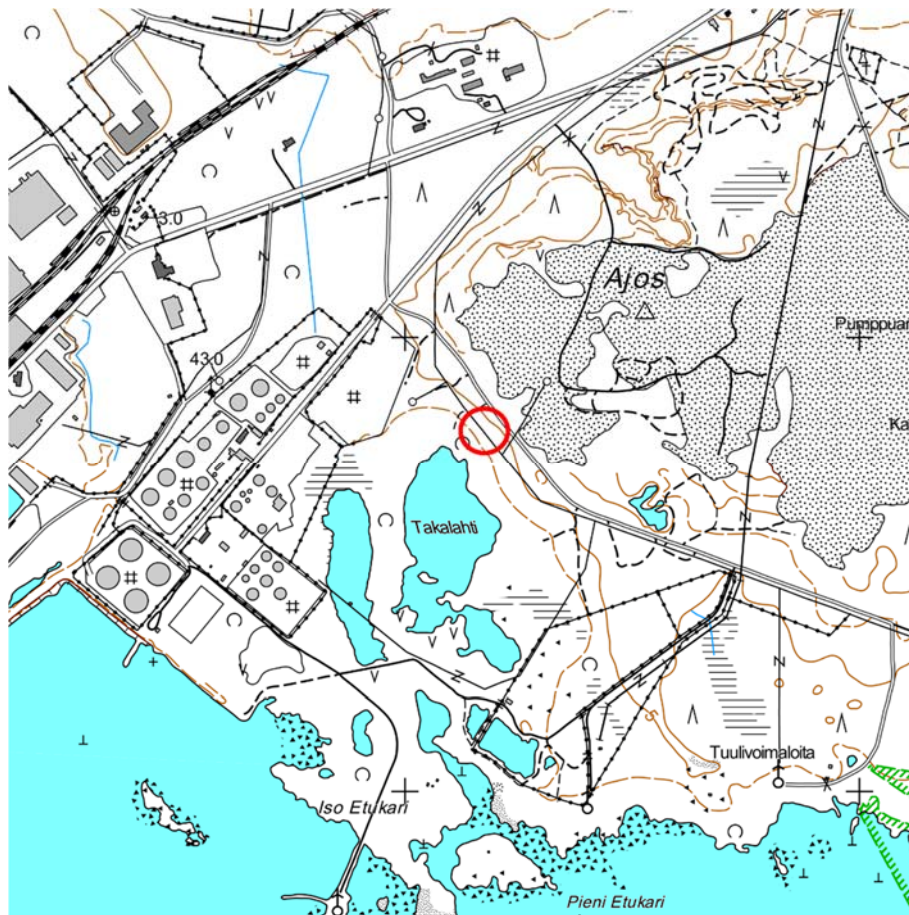 3.0
Ajos
Pumppuar
43.0
Ka
Takalahti
Tuulivoimaloita
Iso Etukari
Pieni Etukari